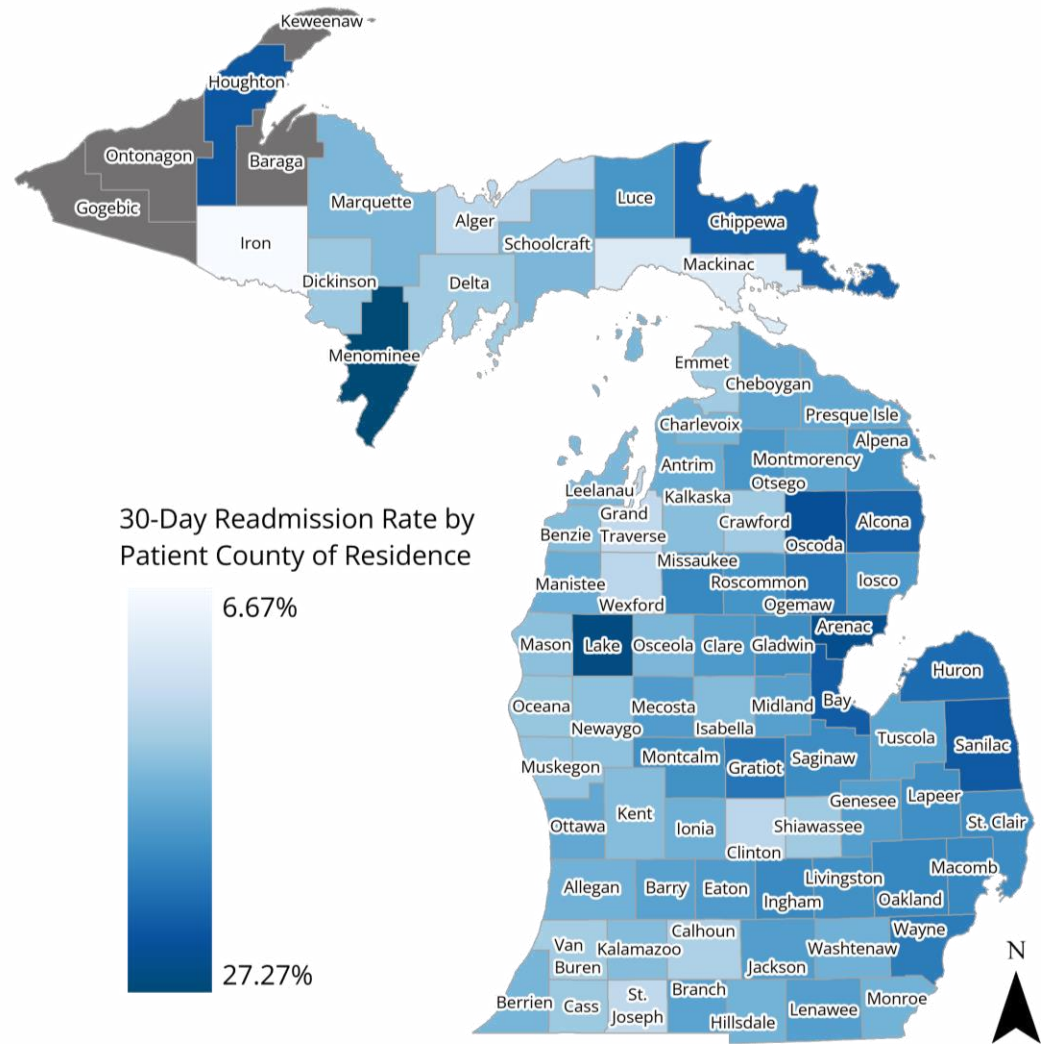 Keweenaw
Houghton
Ontonagon
Baraga
Gogebic
Iron
Marquette
Alger
Luce
Chippewa
Schoolcraft
Mackinac
Dickinson
Delta
Menominee
Emmet
Cheboygan
Presque Isle
Charlevoix
Alpena
Antrim
Montmorency
Otsego
Leelanau
Kalkaska
Grand
Traverse
Benzie
Crawford
Oscoda
Alcona
Missaukee
Manistee
Roscommon
Iosco
Wexford
Ogemaw
Arenac
Mason
Lake
Osceola
Clare
Gladwin
Huron
Bay
Oceana
Mecosta
Midland
Newaygo
Isabella
Tuscola
Sanilac
Muskegon
Montcalm
Gratiot
Saginaw
Genesee
Lapeer
Kent
Ottawa
Ionia
Shiawassee
St. Clair
Clinton
Macomb
Allegan
Barry
Eaton
Livingston
Ingham
Oakland
Calhoun
Wayne
Van
Buren
Kalamazoo
Washtenaw
Jackson
Branch
Berrien
Cass
St.
Joseph
Hillsdale
Lenawee
Monroe
30-Day Readmission Rate by
Patient County of Residence
6.67%
27.27%
N